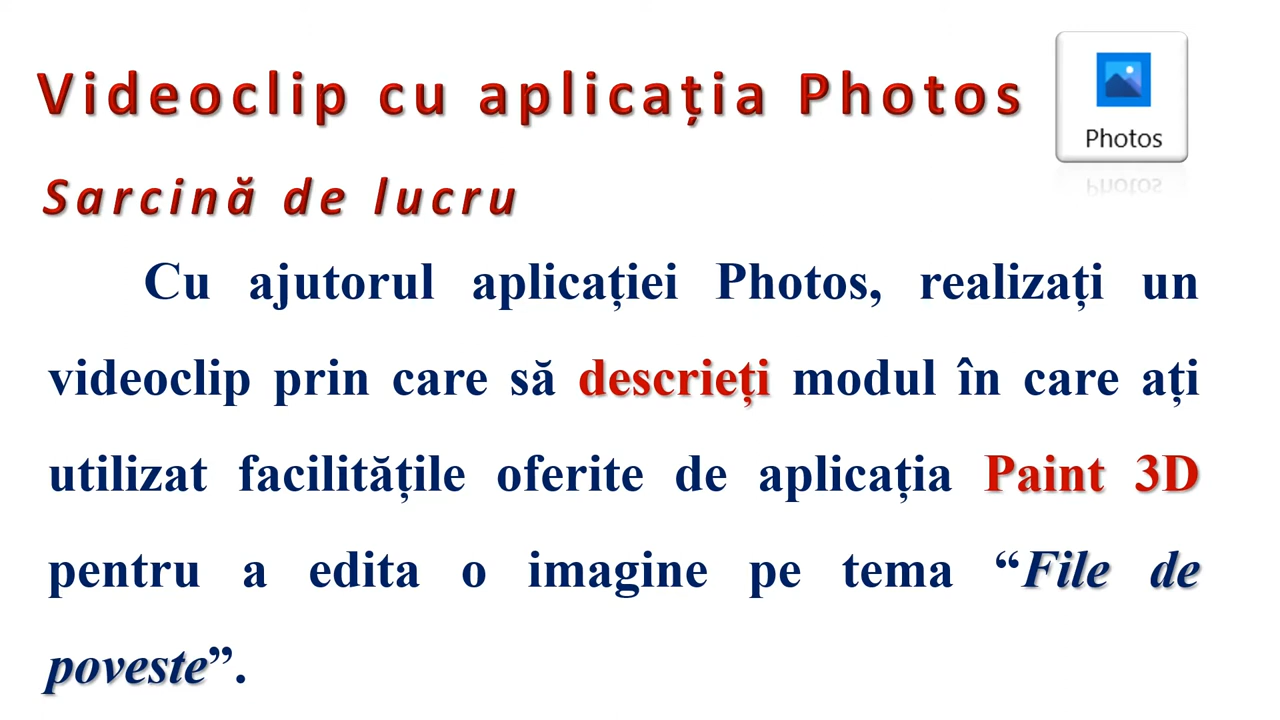 Videoclip cu aplicația Photos
Photos
Sarcină de lucru
Cu ajutorul aplicației Photos, realizați un
videoclip prin care să descrieți modul în care ați
utilizat facilitățile oferite de aplicația Paint 3D
pentru a edita o imagine pe tema “File de
poveste”.